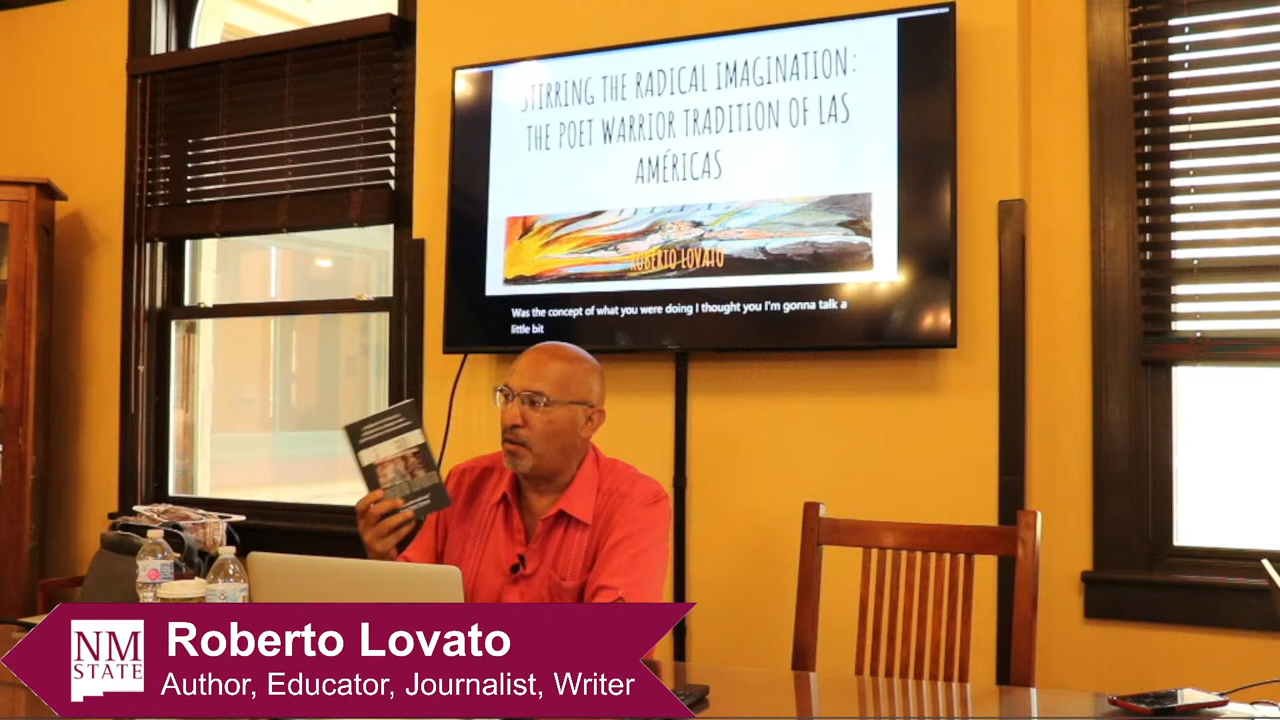 STIRRING THE RADICAL IMAGINATION:
THE POET WARRIOR TRADITION OF LAS
AMÉRICAS
ROBERTO LOVATO
Was the concept of what you were doing I thought you I'm gonna talk a
little bit
NM
STATE
Roberto Lovato
Author, Educator, Journalist, Writer